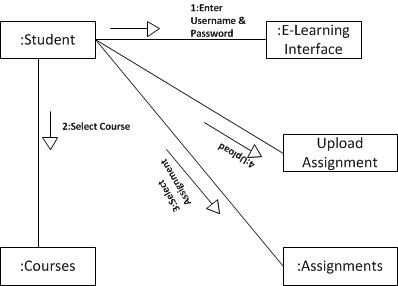 1:Enter
Username &
Password
:Student
:E-Learning
Interface
2:Select Course
4:Upload
Upload
Assignment
3:Select
Assignment
:Courses
:Assignments